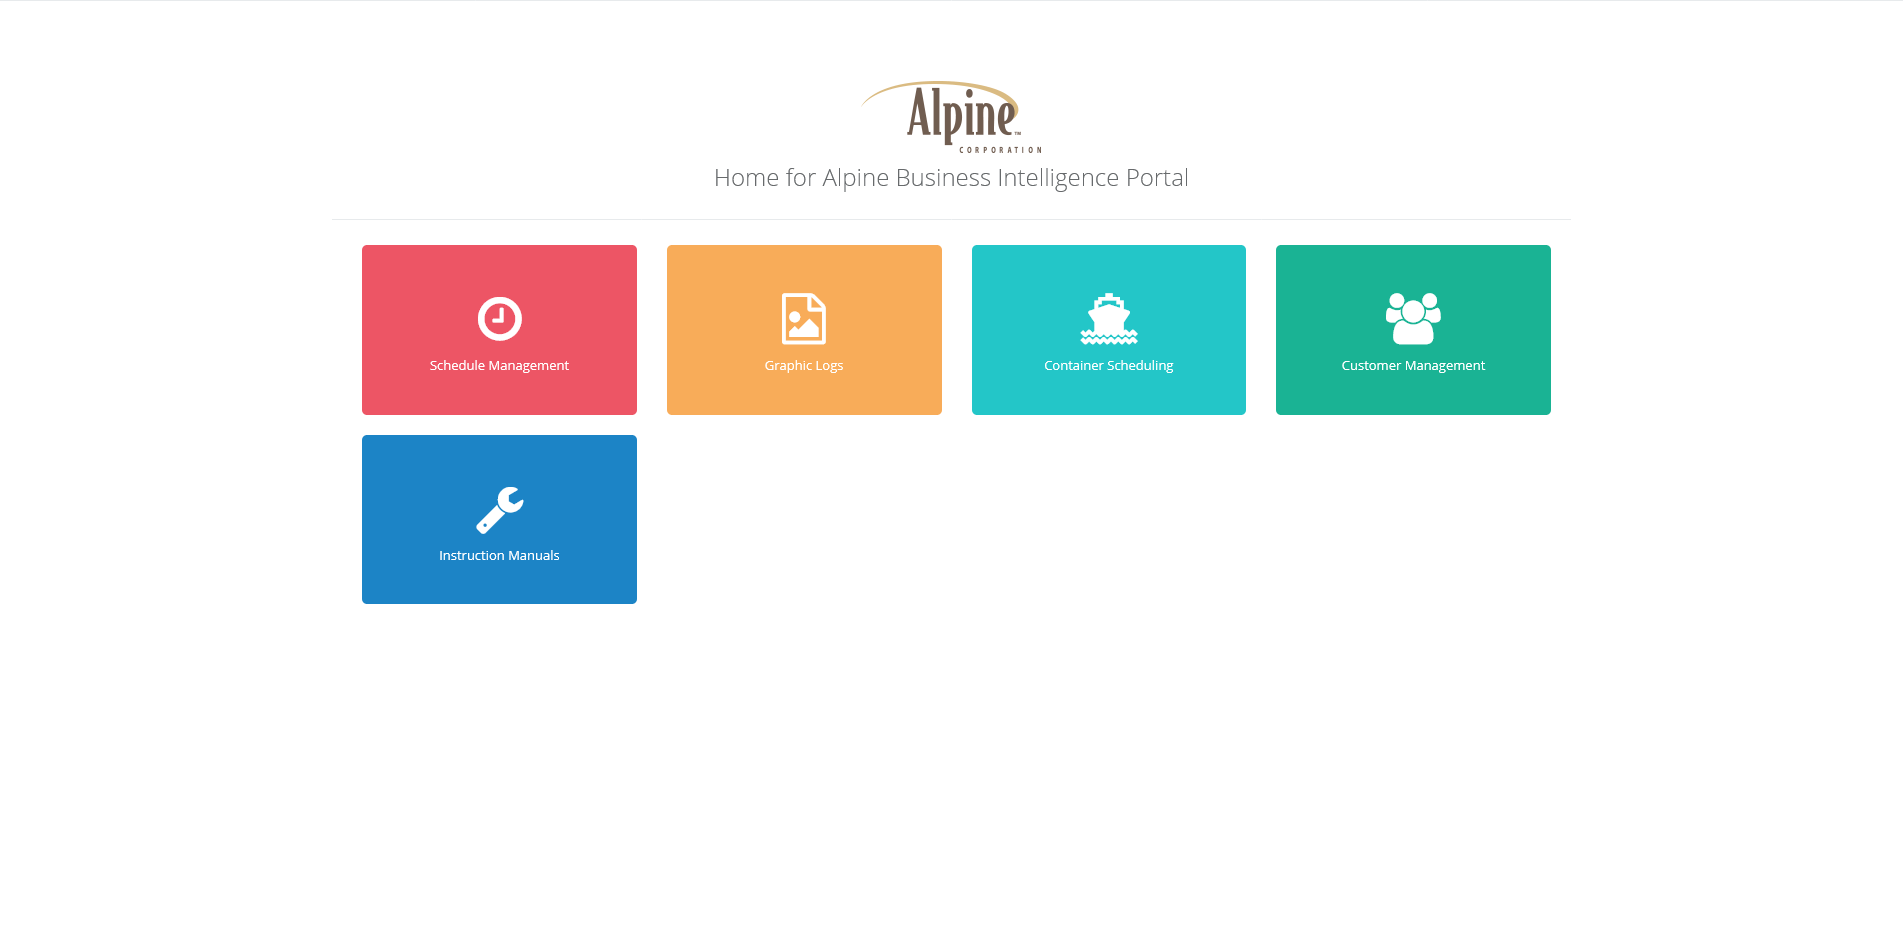 Alpine™
CORPORATION
Home for Alpine Business Intelligence Portal
Schedule Management
Graphic Logs
Container Scheduling
Customer Management
Instruction Manuals